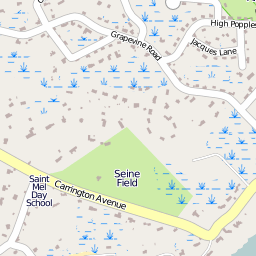 High Popples
Grapevine Road
Jacques Lane
Seine
Field
Saint
Mel
Day
School
Carrington Avenue